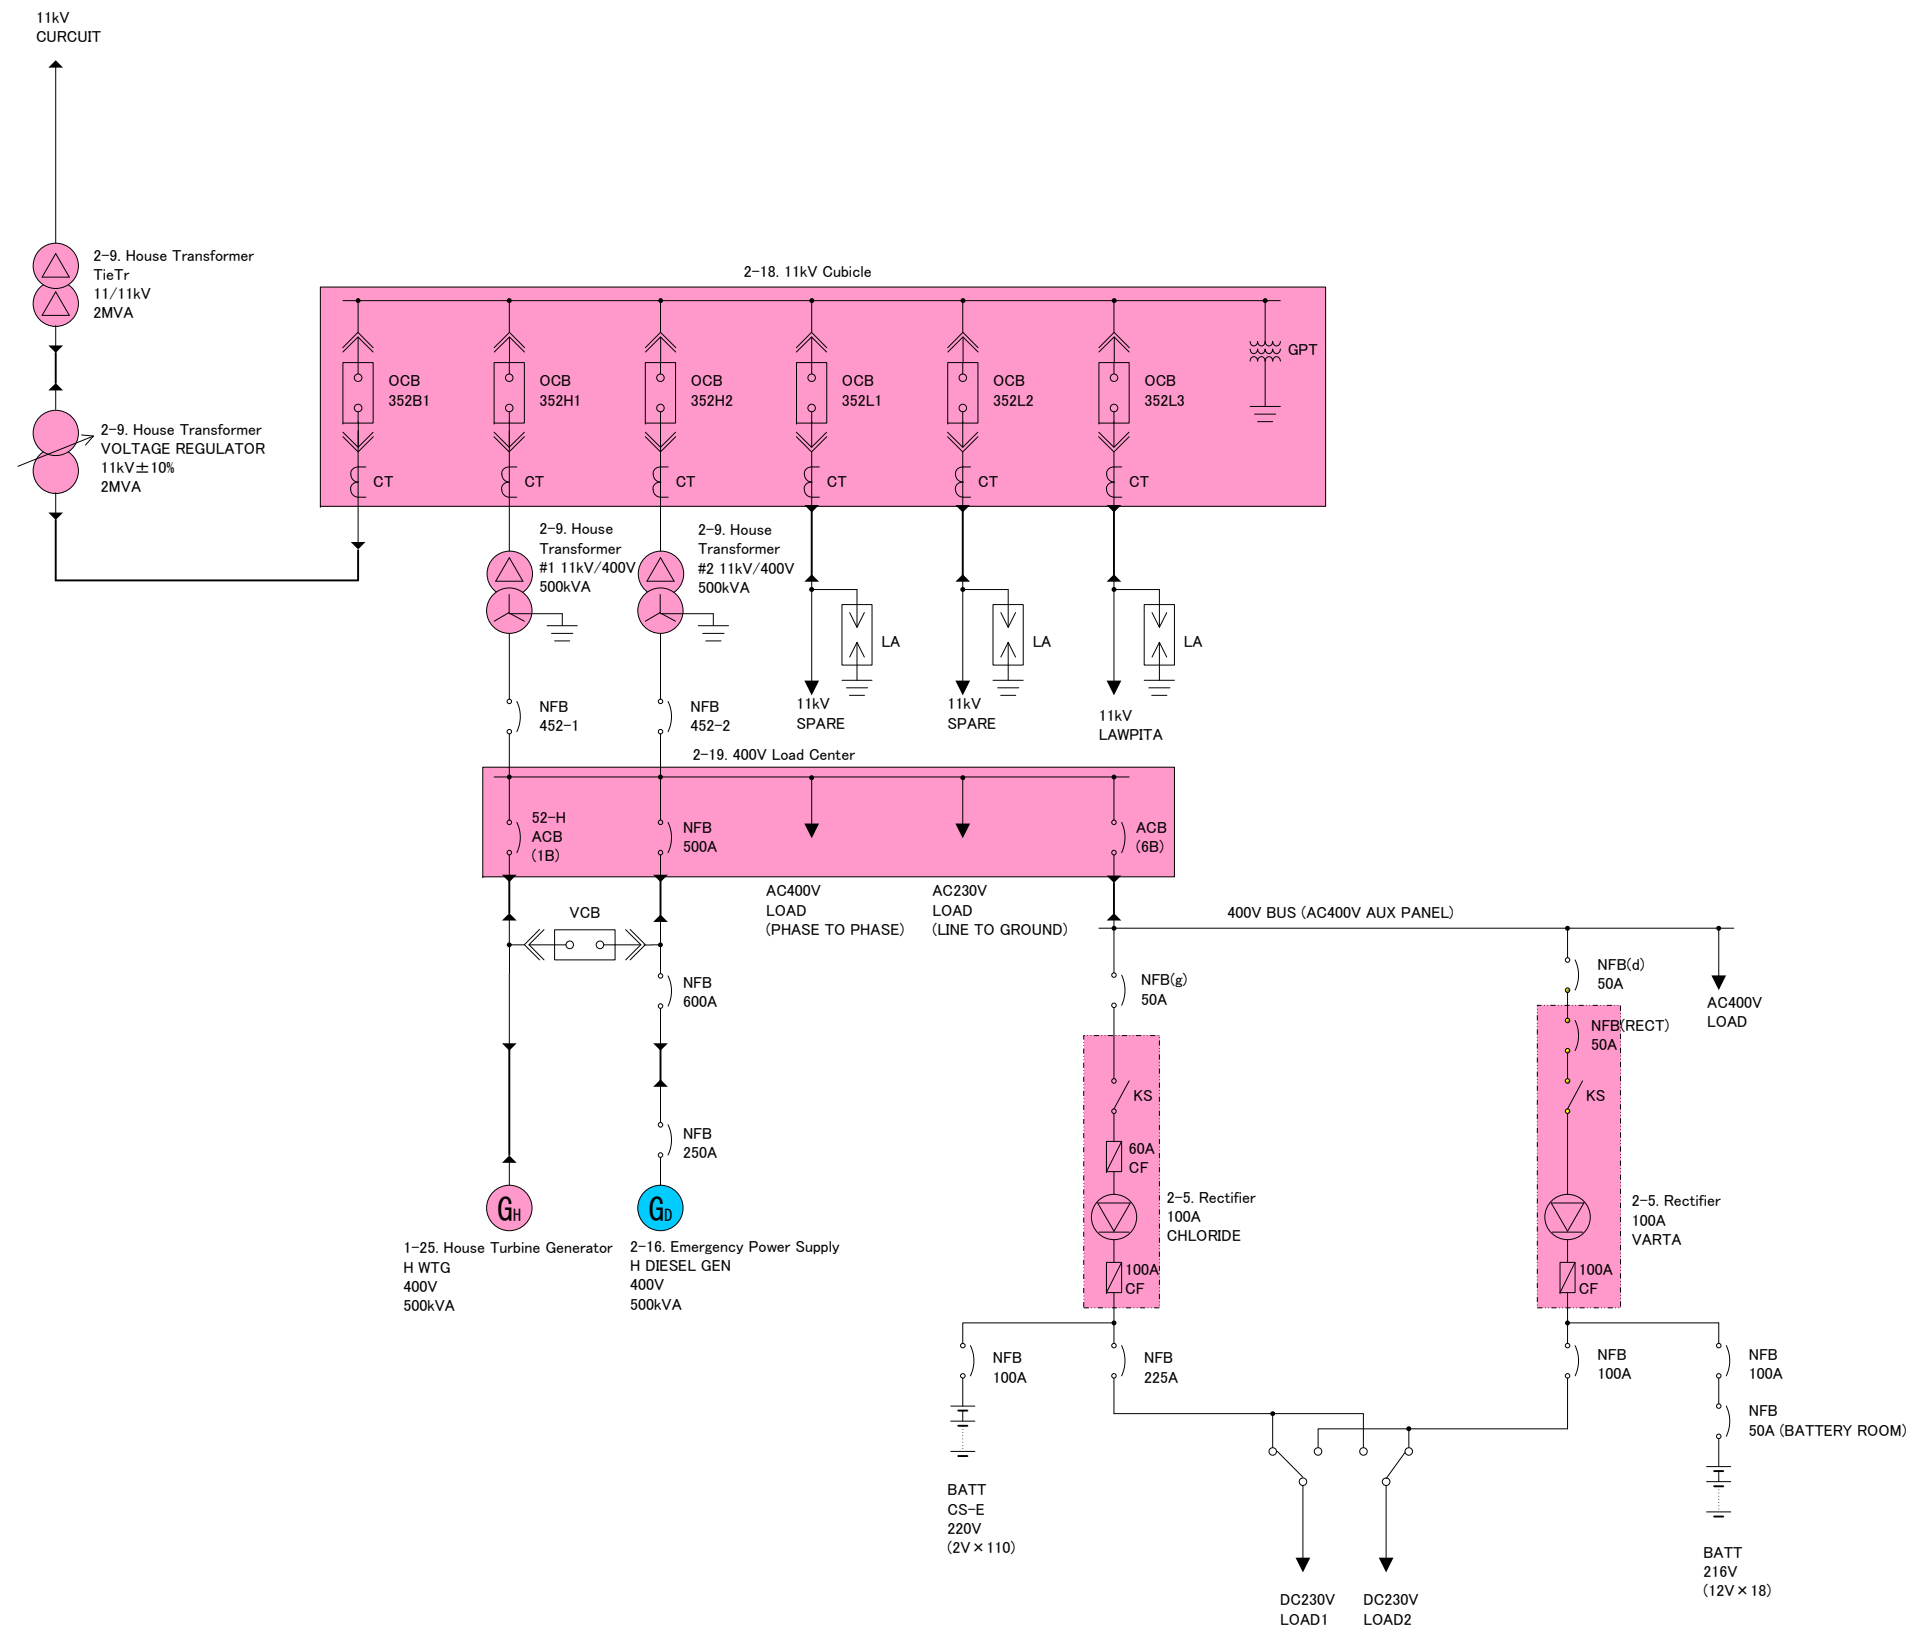 11kV
CURCUIT
2-9. House Transformer
TieTr
11/11kV
2MVA
2-9. House Transformer
VOLTAGE REGULATOR
11kV±10%
2MVA
2-18. 11kV Cubicle
OCB
352B1
OCB
352H1
OCB
352H2
OCB
352L1
OCB
352L2
OCB
352L3
GPT
CT
CT
CT
CT
CT
CT
2-9. House
Transformer
#1 11kV/400V
500kVA
2-9. House
Transformer
#2 11kV/400V
500kVA
LA
LA
LA
NFB
452-1
NFB
452-2
11kV
SPARE
11kV
SPARE
11kV
LAWPITA
2-19. 400V Load Center
52-H
ACB
(1B)
NFB
500A
ACB
(6B)
AC400V
LOAD
(PHASE TO PHASE)
AC230V
LOAD
(LINE TO GROUND)
VCB
400V BUS (AC400V AUX PANEL)
NFB
600A
NFB(g)
50A
NFB(d)
50A
AC400V
LOAD
NFB(RECT)
50A
KS
KS
NFB
250A
60A
CF
GH
GD
2-5. Rectifier
100A
CHLORIDE
2-5. Rectifier
100A
VARTA
1-25. House Turbine Generator
H WTG
400V
500kVA
2-16. Emergency Power Supply
H DIESEL GEN
400V
500kVA
100A
CF
100A
CF
NFB
100A
NFB
225A
NFB
100A
NFB
100A
NFB
50A (BATTERY ROOM)
BATT
CS-E
220V
(2V×110)
BATT
216V
(12V×18)
DC230V
LOAD1
DC230V
LOAD2